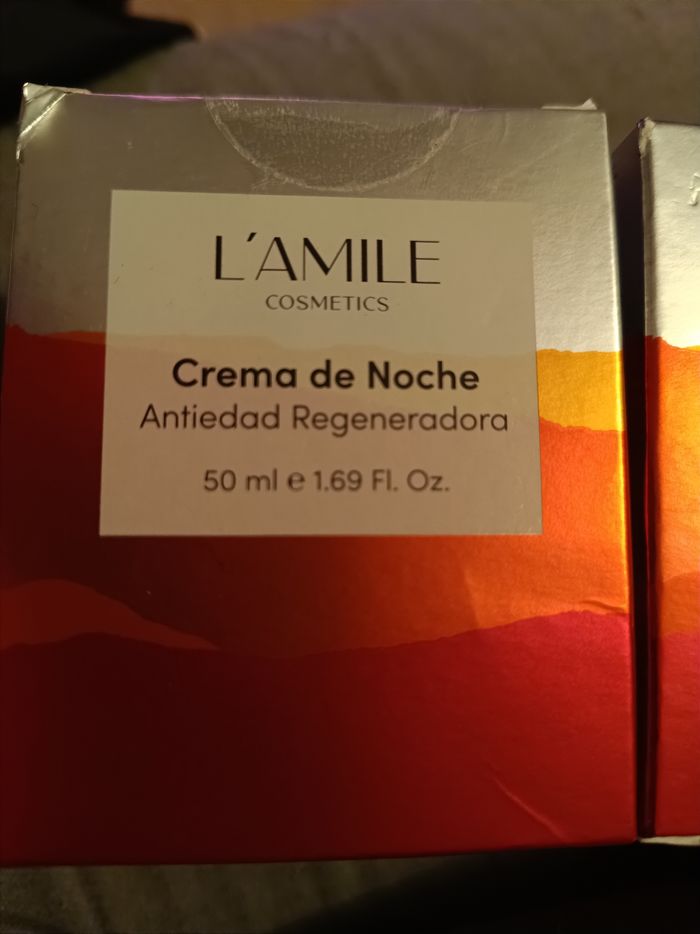 L´AMILE
COSMETICS
Crema de Noche
Antiedad Regeneradora
50 ml e 1.69 Fl. Oz.